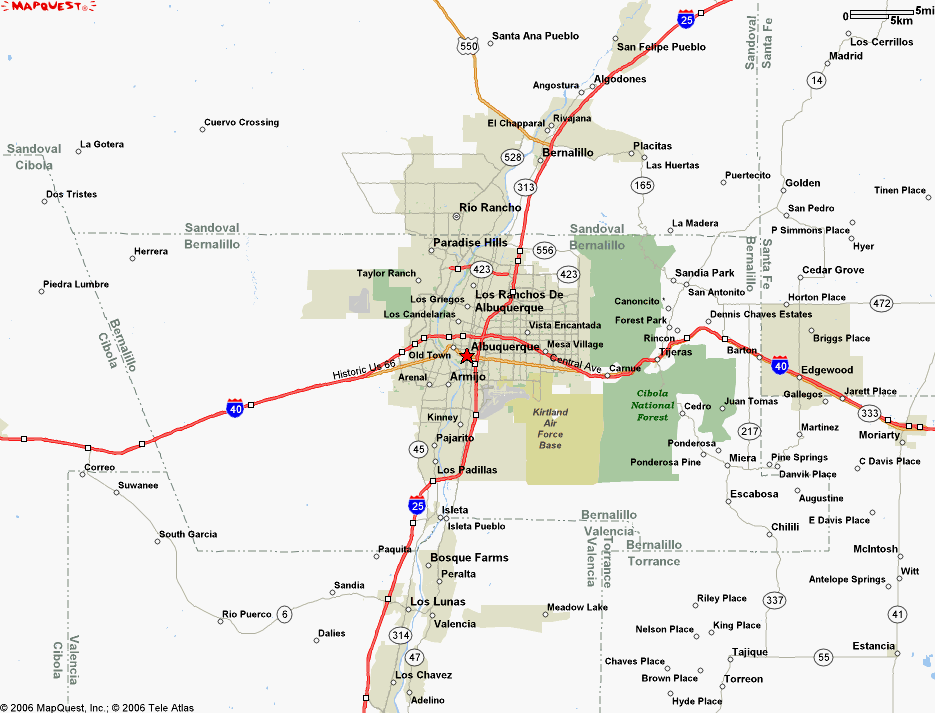 MAPQUEST®
0
5mi
5km
25
550
Santa Ana Pueblo
San Felipe Pueblo
Sandoval
Santa Fe
Los Cerrillos
Madrid
14
Angostura
Algodones
Cuervo Crossing
El Chapparal
Rivajana
La Gotera
Sandoval
Cibola
528
Bernalillo
Placitas
Las Huertas
Dos Tristes
313
165
Puertecito
Golden
Tinen Place
Rio Rancho
San Pedro
Sandoval
Bernalillo
Sandoval
Bernalillo
La Madera
P Simmons Place
Hyer
Herrera
Paradise Hills
556
Bernalillo
Santa Fe
Taylor Ranch
423
423
Sandia Park
Cedar Grove
Piedra Lumbre
San Antonito
Los Griegos
Los Ranchos De
Albuquerque
Canoncito
Horton Place
472
Los Candelarias
Forest Park
Dennis Chaves Estates
Bernalillo
Cibola
Vista Encantada
Rincon
Briggs Place
Old Town
Albuquerque
Mesa Village
Tijeras
Barton
Historic Us 66
Central Ave
Carnue
40
Edgewood
Arenal
Armijo
Gallegos
Jarett Place
40
Kirtland
Air
Force
Base
Cibola
National
Forest
Cedro
Juan Tomas
333
Kinney
217
Martinez
Moriarty
Pajarito
45
Ponderosa
Miera
Pine Springs
Ponderosa Pine
C Davis Place
Correo
Los Padillas
Danvik Place
Suwanee
Escabosa
Augustine
25
Isleta
Isleta Pueblo
Bernalillo
Valencia
E Davis Place
Chilili
South Garcia
Valencia
Torrance
Bernalillo
Torrance
Paquita
Bosque Farms
McIntosh
Peralta
Witt
Antelope Springs
Sandia
Los Lunas
Riley Place
337
Rio Puerco
6
Valencia
Meadow Lake
41
Dalies
314
Nelson Place
King Place
Valencia
Cibola
47
Tajique
55
Estancia
Chaves Place
Los Chavez
Brown Place
Torreon
Adelino
Hyde Place
© 2006 MapQuest, Inc.; © 2006 Tele Atlas